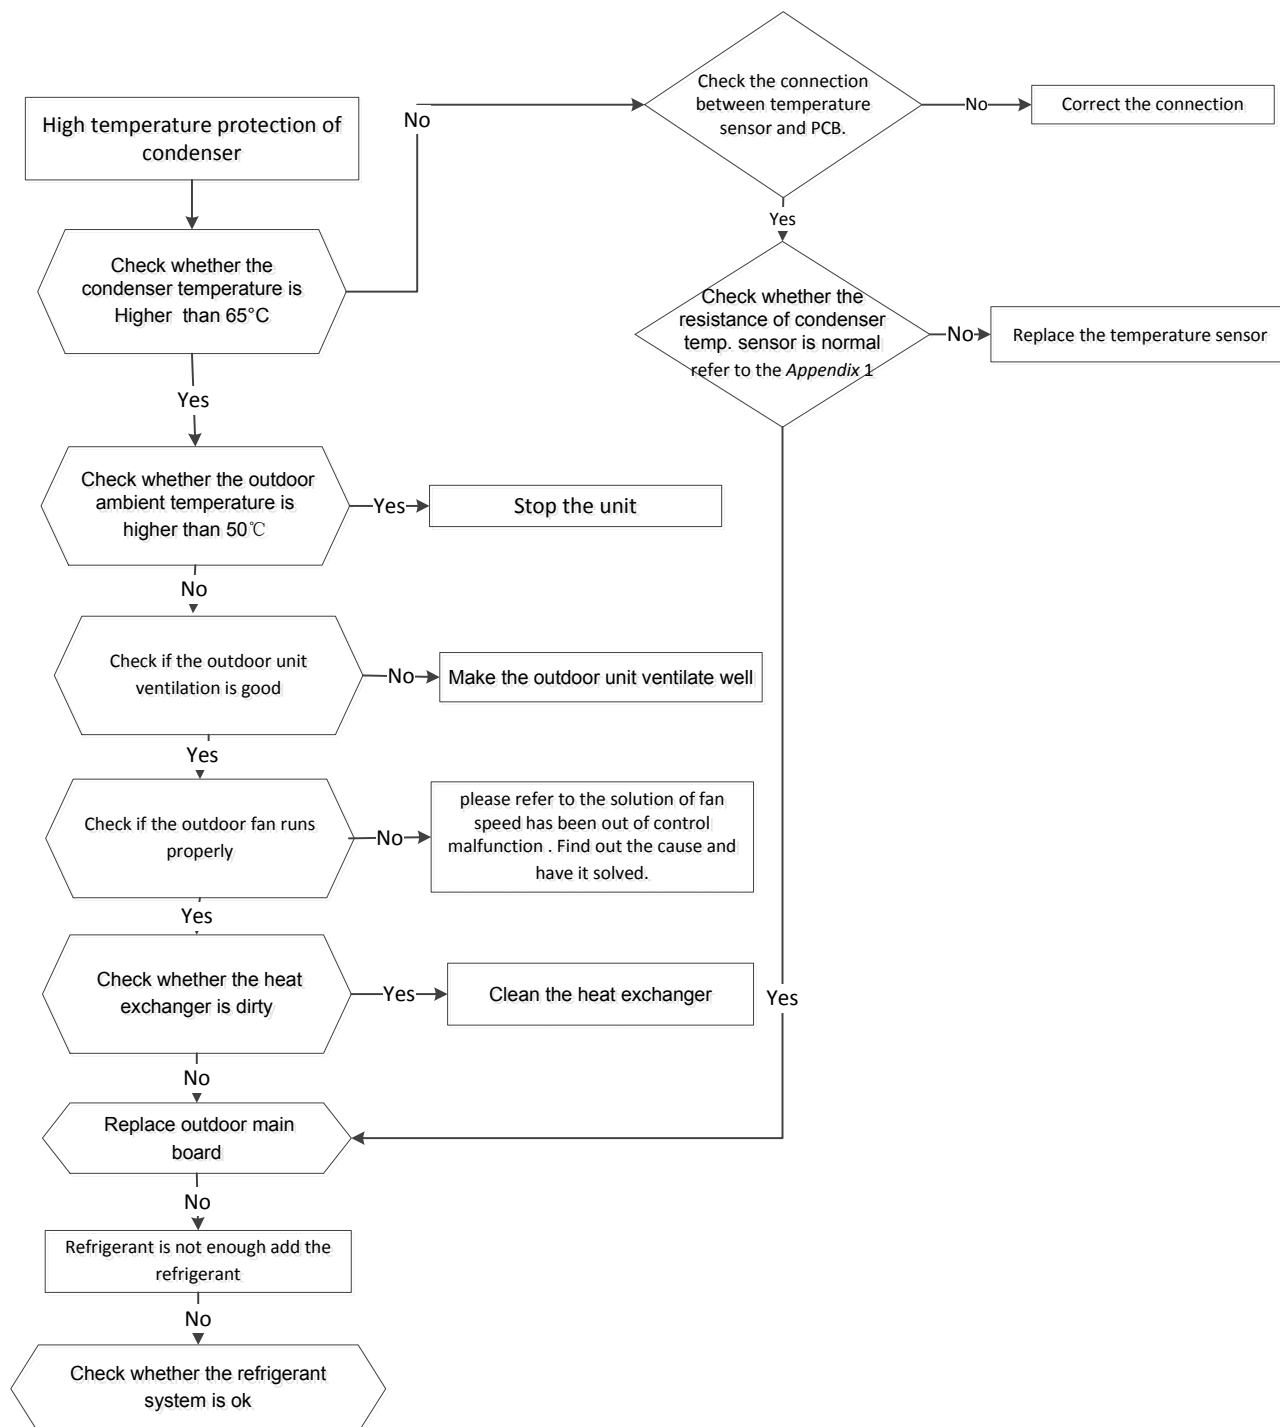 High temperature protection of
condenser
No
Check the connection
between temperature
sensor and PCB.
No
Correct the connection
Yes
Check whether the
condenser temperature is
Higher than 65°C
Check whether the
resistance of condenser
temp. sensor is normal
refer to the Appendix 1
No
Replace the temperature sensor
Yes
Check whether the outdoor
ambient temperature is
higher than 50℃
Yes
Stop the unit
No
Check if the outdoor unit
ventilation is good
No
Make the outdoor unit ventilate well
Yes
Check if the outdoor fan runs
properly
No
please refer to the solution of fan
speed has been out of control
malfunction . Find out the cause and
have it solved.
Yes
Check whether the heat
exchanger is dirty
Yes
Clean the heat exchanger
Yes
No
Replace outdoor main
board
No
Refrigerant is not enough add the
refrigerant
No
Check whether the refrigerant
system is ok